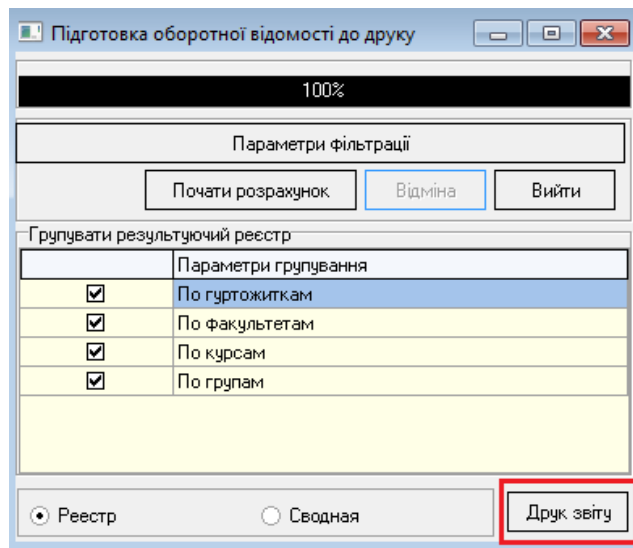 Підготовка оборотної відомості до друку
100%
Параметри фільтрації
Почати розрахунок Відміна Вийти
Групувати результуючий реєстр
Параметри групування
По гуртожиткам
По факультетам
По курсам
По групам
Реестр Сводная Друк звіту